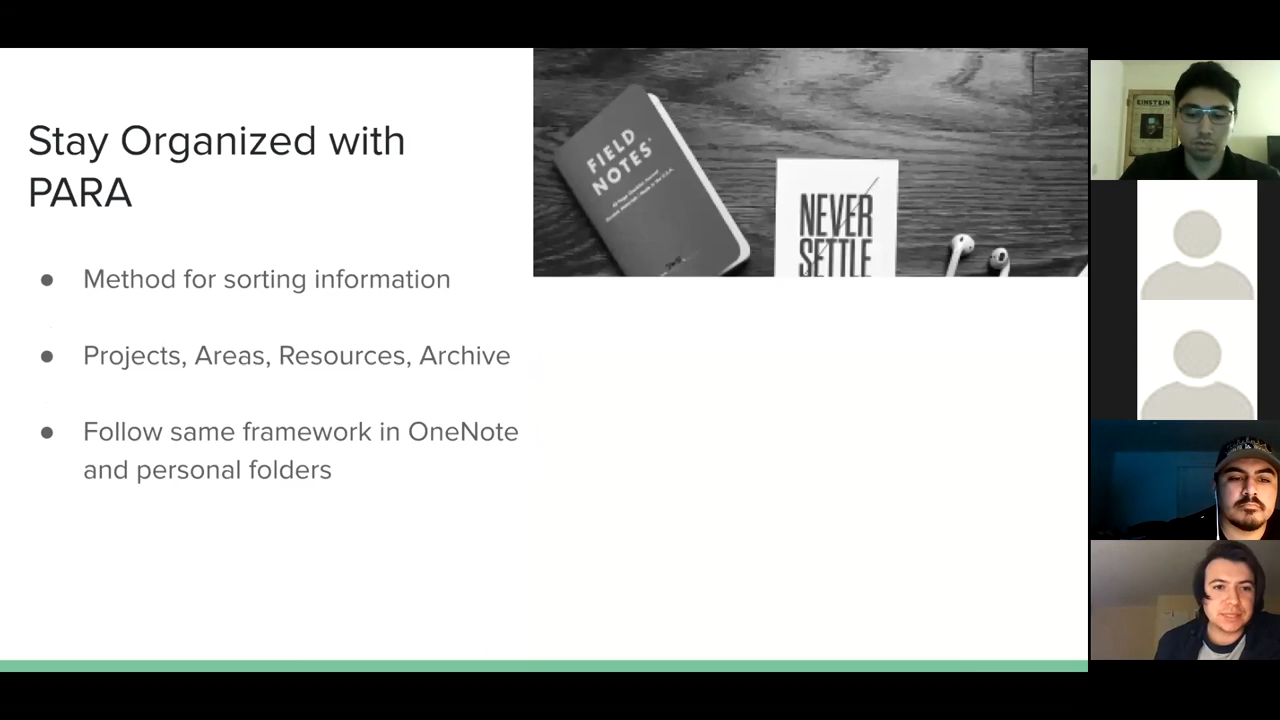 Stay Organized with
PARA
● Method for sorting information
● Projects, Areas, Resources, Archive
● Follow same framework in OneNote
and personal folders
FIELD
NOTES
NEVER
SETTLE
EINSTEIN